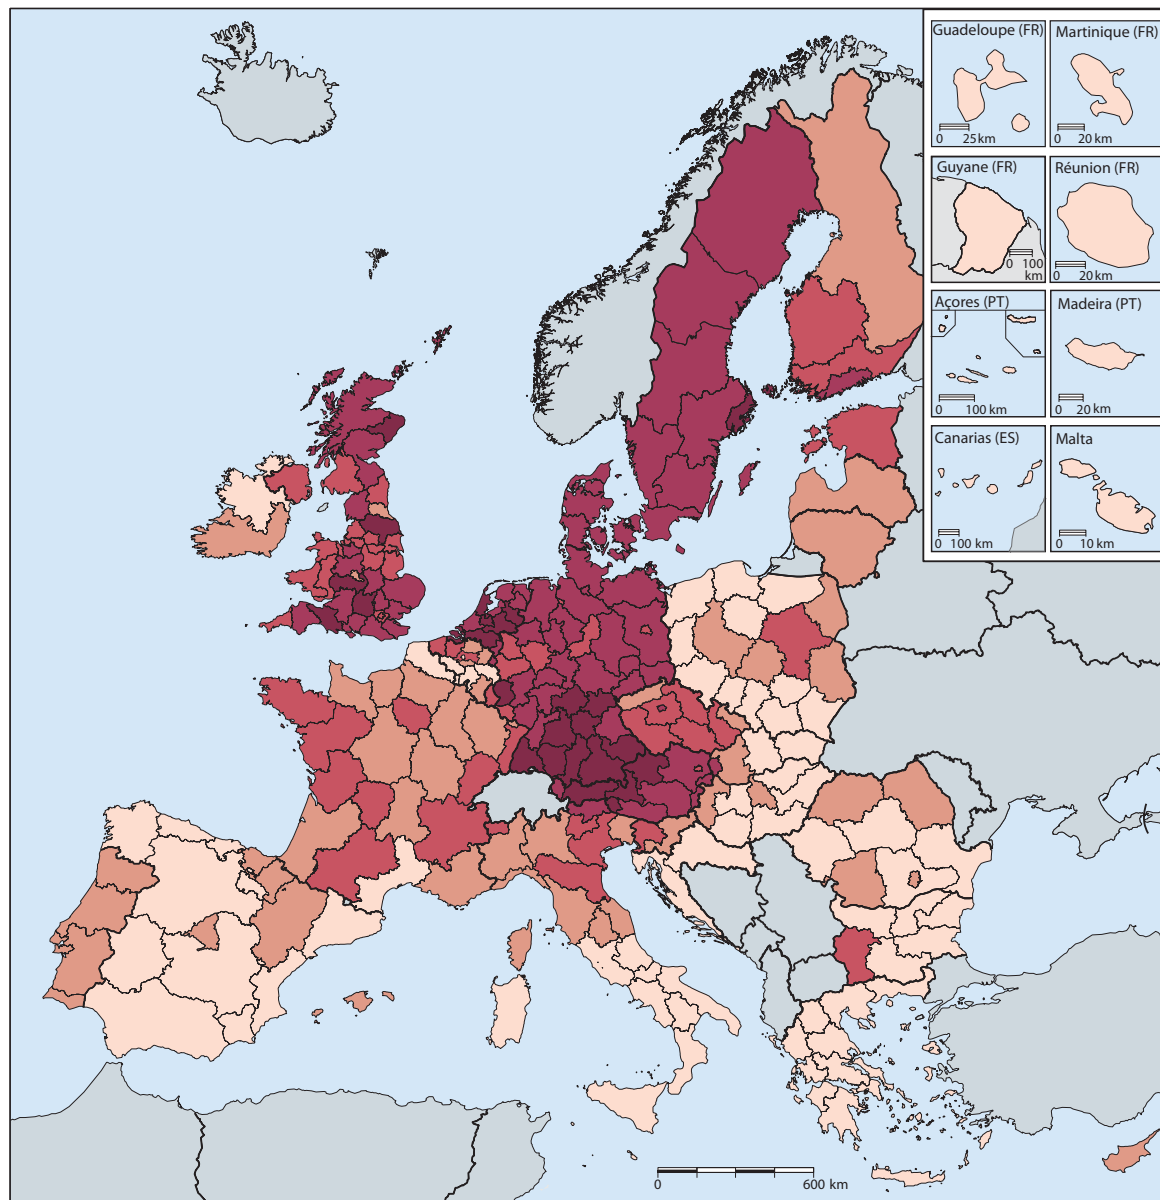 Guadeloupe (FR)
0 25 km
Martinique (FR)
0 20 km
Guyane (FR)
0 100
km
Réunion (FR)
0 20 km
Açores (PT)
0 100 km
Madeira (PT)
0 20 km
Canarias (ES)
0 100 km
Malta
0 10 km
0 600 km